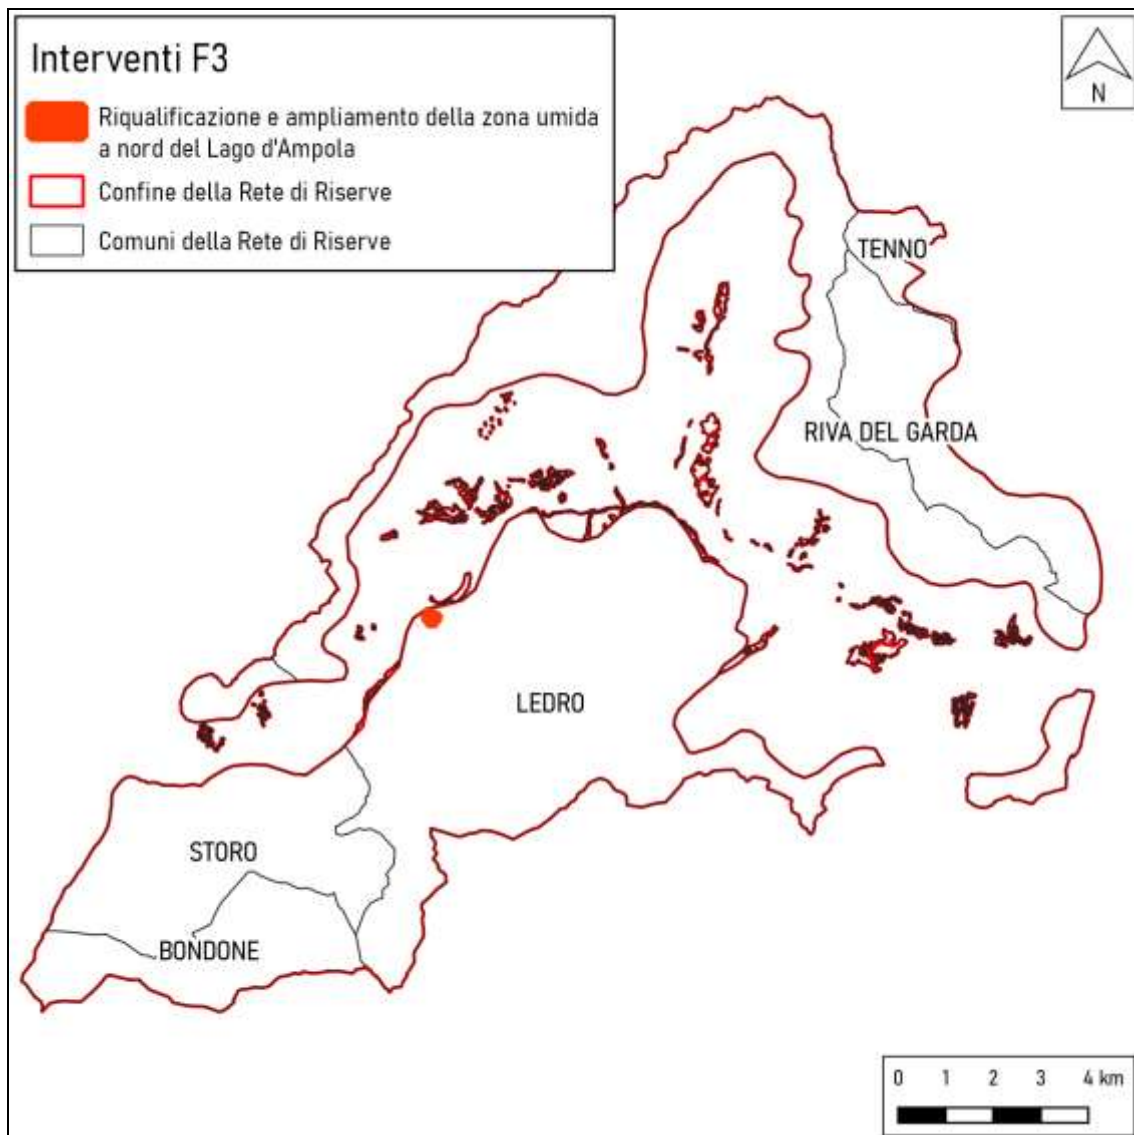 Interventi F3
Riqualificazione e ampliamento della zona umida
a nord del Lago d'Ampola
Confine della Rete di Riserve
Comuni della Rete di Riserve
N
TENNO
RIVA DEL GARDA
LEDRO
STORO
BONDONE
0 1 2 3 4 km